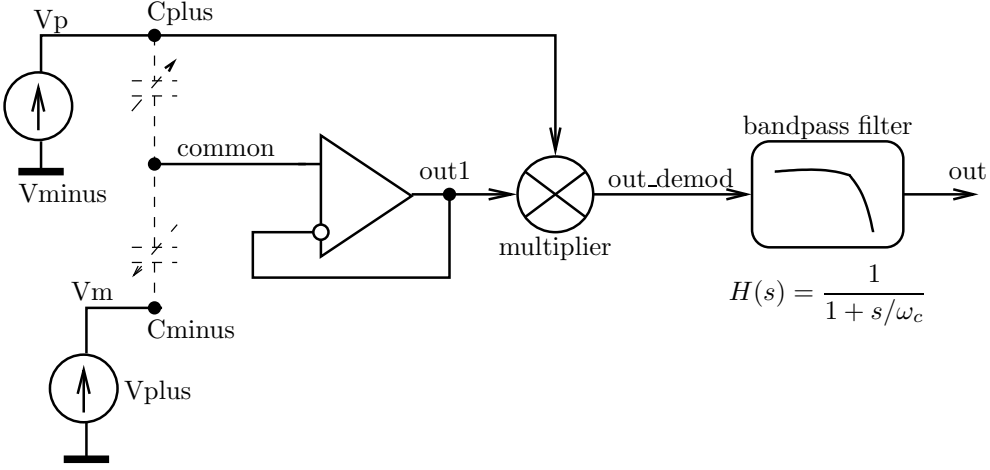 Vp
Cplus
Vminus
common
out1
multiplier
out_demod
bandpass filter
out
H(s) = 1 / (1 + s/ω_c)
Vm
Cminus
Vplus